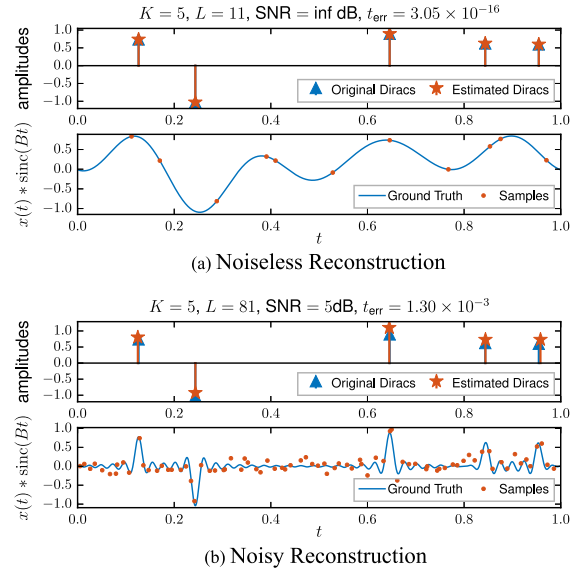 K = 5, L = 11, SNR = inf dB, t_err = 3.05 × 10^−16
amplitudes
1.0
0.5
0.0
−0.5
−1.0
Original Diracs
Estimated Diracs
0.0 0.2 0.4 0.6 0.8 1.0
x(t) * sinc(Bt)
0.5
0.0
−0.5
−1.0
Ground Truth
Samples
0.0 0.2 0.4 0.6 0.8 1.0
t
(a) Noiseless Reconstruction
K = 5, L = 81, SNR = 5dB, t_err = 1.30 × 10^−3
amplitudes
1.0
0.5
0.0
−0.5
−1.0
Original Diracs
Estimated Diracs
0.0 0.2 0.4 0.6 0.8 1.0
x(t) * sinc(Bt)
0.5
0.0
−0.5
−1.0
Ground Truth
Samples
0.0 0.2 0.4 0.6 0.8 1.0
t
(b) Noisy Reconstruction